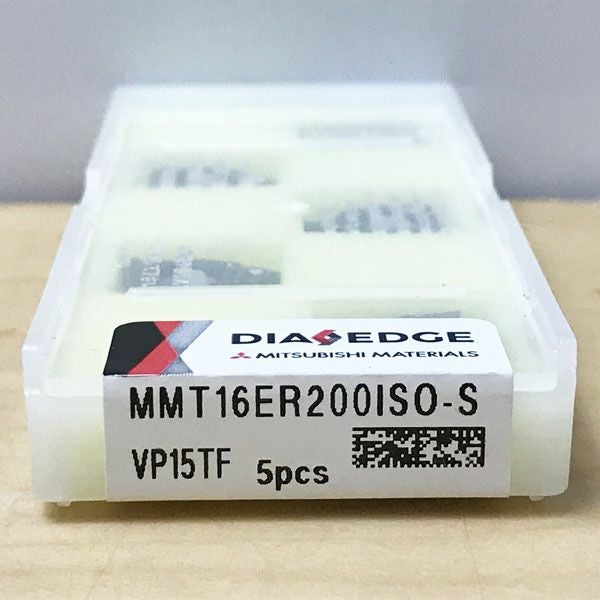 DIAEDGE
MITSUBISHI MATERIALS
MMT16ER200ISO-S
VP15TF 5pcs